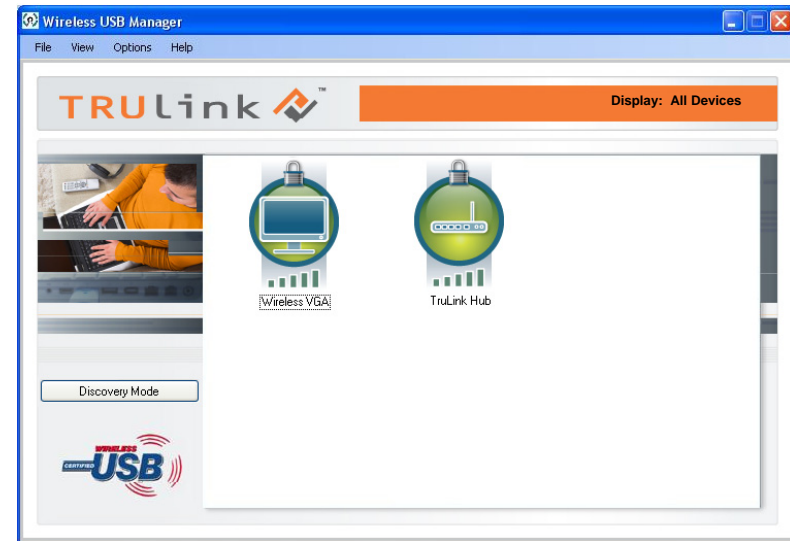 Wireless USB Manager
File View Options Help
TRULink ™
Display: All Devices
Wireless VGA
TruLink Hub
Discovery Mode
WIRELESS
CERTIFIED USB